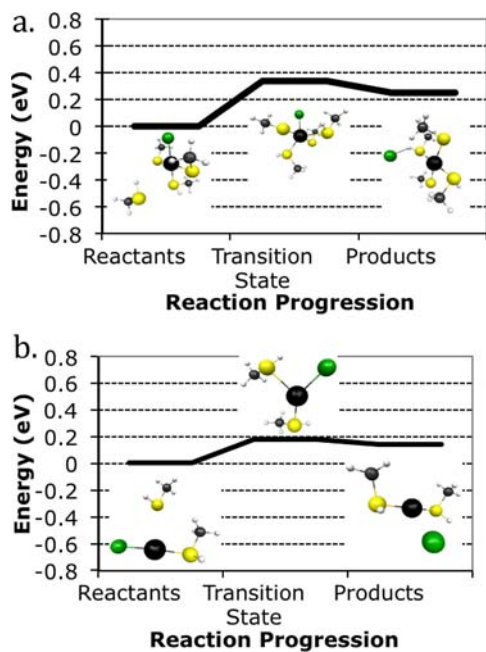 a.
0.8
0.6
0.4
0.2
0
-0.2
-0.4
-0.6
-0.8
Energy (eV)
Reactants Transition Products
State
Reaction Progression
b.
0.8
0.6
0.4
0.2
0
-0.2
-0.4
-0.6
-0.8
Energy (eV)
Reactants Transition Products
State
Reaction Progression